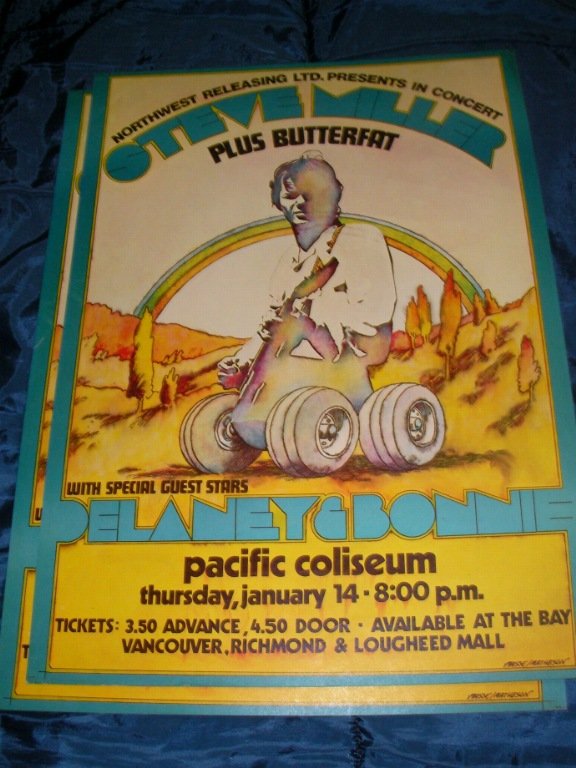 NORTHWEST RELEASING LTD. PRESENTS IN CONCERT
STEVE MILLER
PLUS BUTTERFAT
WITH SPECIAL GUEST STARS
DELANEY & BONNIE
pacific coliseum
thursday, january 14 · 8:00 p.m.
TICKETS: 3.50 ADVANCE, 4.50 DOOR · AVAILABLE AT THE BAY
VANCOUVER, RICHMOND & LOUGHEED MALL